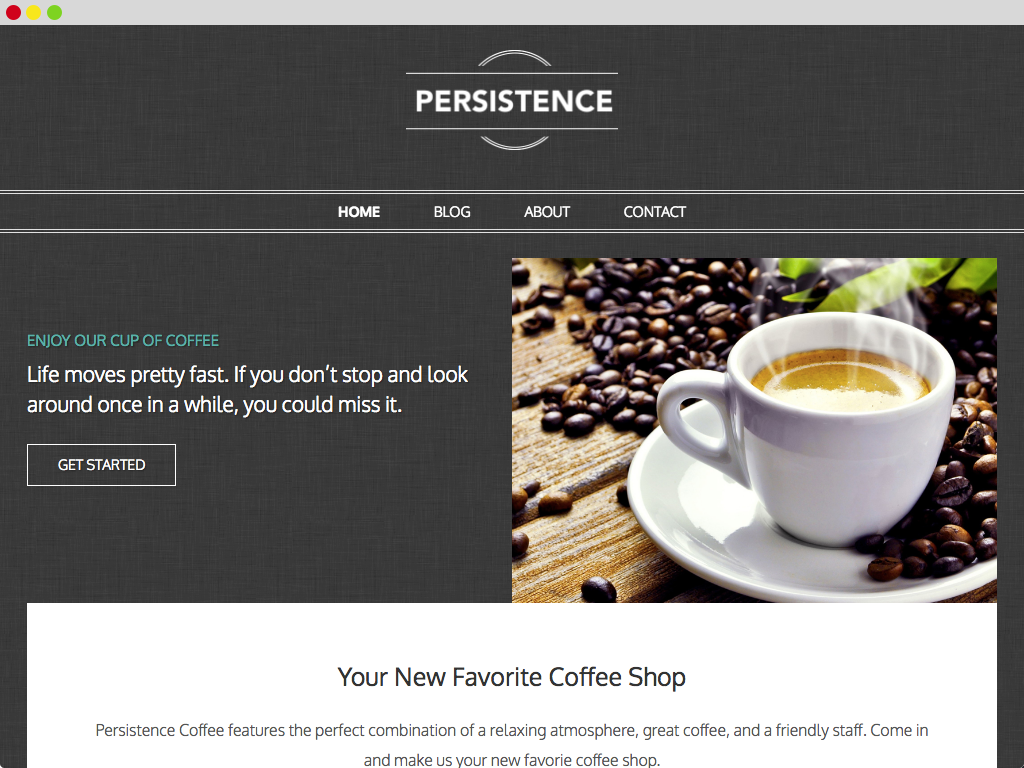 PERSISTENCE
HOME BLOG ABOUT CONTACT
ENJOY OUR CUP OF COFFEE
Life moves pretty fast. If you don't stop and look
around once in a while, you could miss it.
GET STARTED
Your New Favorite Coffee Shop
Persistence Coffee features the perfect combination of a relaxing atmosphere, great coffee, and a friendly staff. Come in
and make us your new favorie coffee shop.